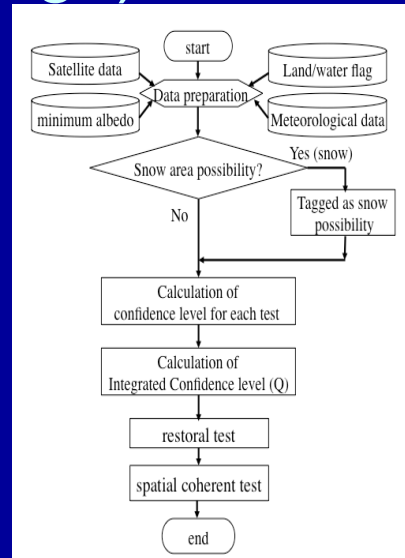 start
Satellite data
Land/water flag
Data preparation
minimum albedo
Meteorological data
Snow area possibility?
Yes (snow)
Tagged as snow
possibility
No
Calculation of
confidence level for each test
Calculation of
Integrated Confidence level (Q)
restoral test
spatial coherent test
end